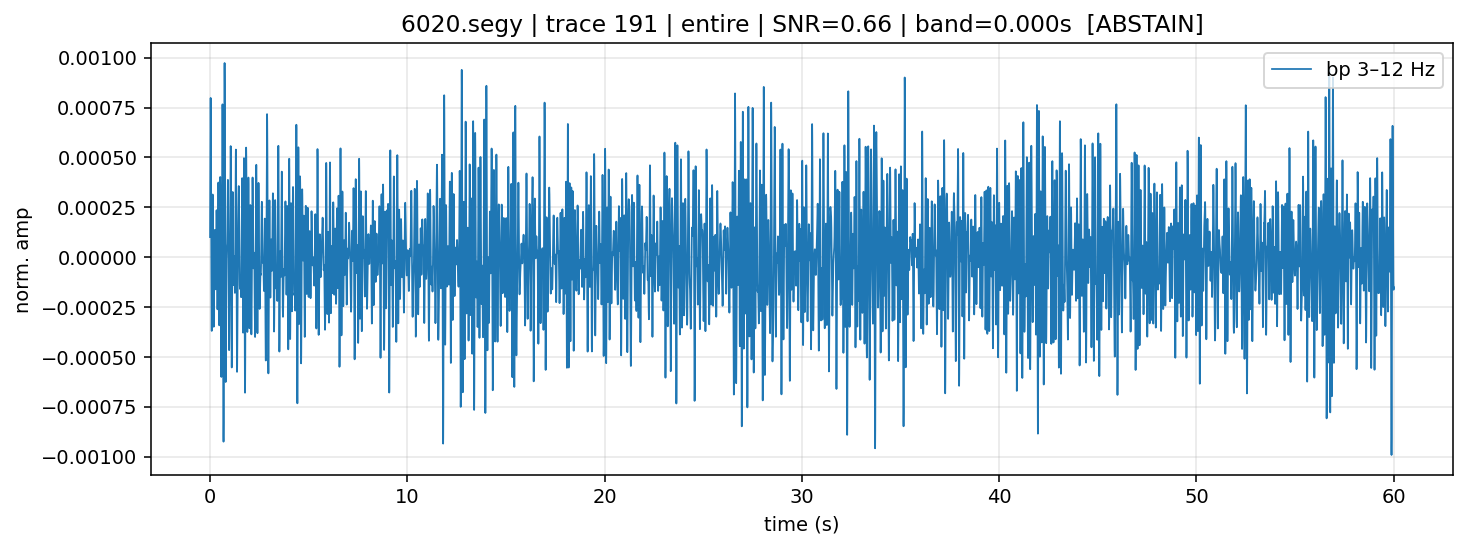 6020.segy | trace 191 | entire | SNR=0.66 | band=0.000s  [ABSTAIN]
bp 3–12 Hz
norm. amp
0.00100
0.00075
0.00050
0.00025
0.00000
−0.00025
−0.00050
−0.00075
−0.00100
0 10 20 30 40 50 60
time (s)